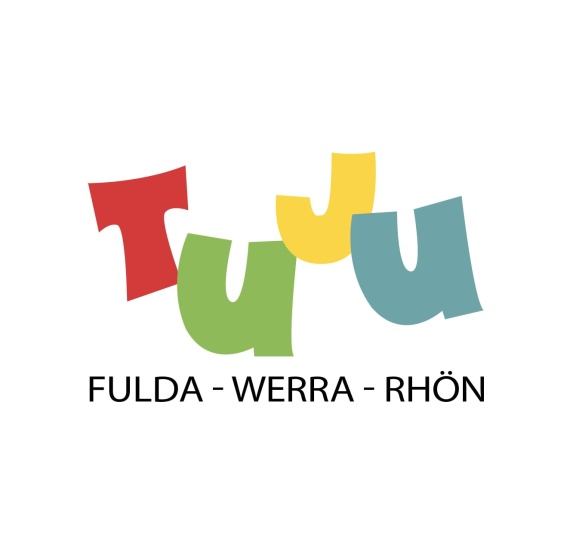 TUJU
FULDA - WERRA - RHÖN